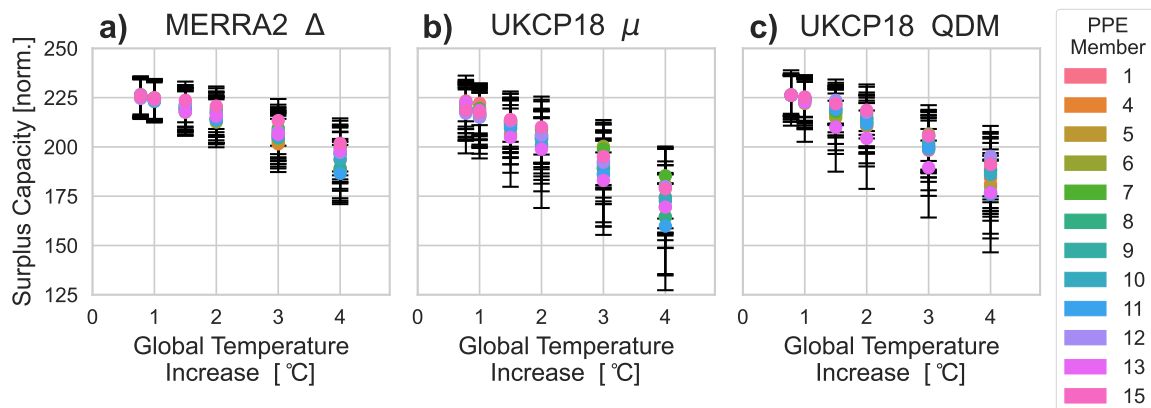 a) MERRA2 Δ
b) UKCP18 μ
c) UKCP18 QDM
Surplus Capacity [norm.]
250
225
200
175
150
125
0 1 2 3 4
0 1 2 3 4
0 1 2 3 4
Global Temperature
Increase [°C]
Global Temperature
Increase [°C]
Global Temperature
Increase [°C]
PPE
Member
1
4
5
6
7
8
9
10
11
12
13
15